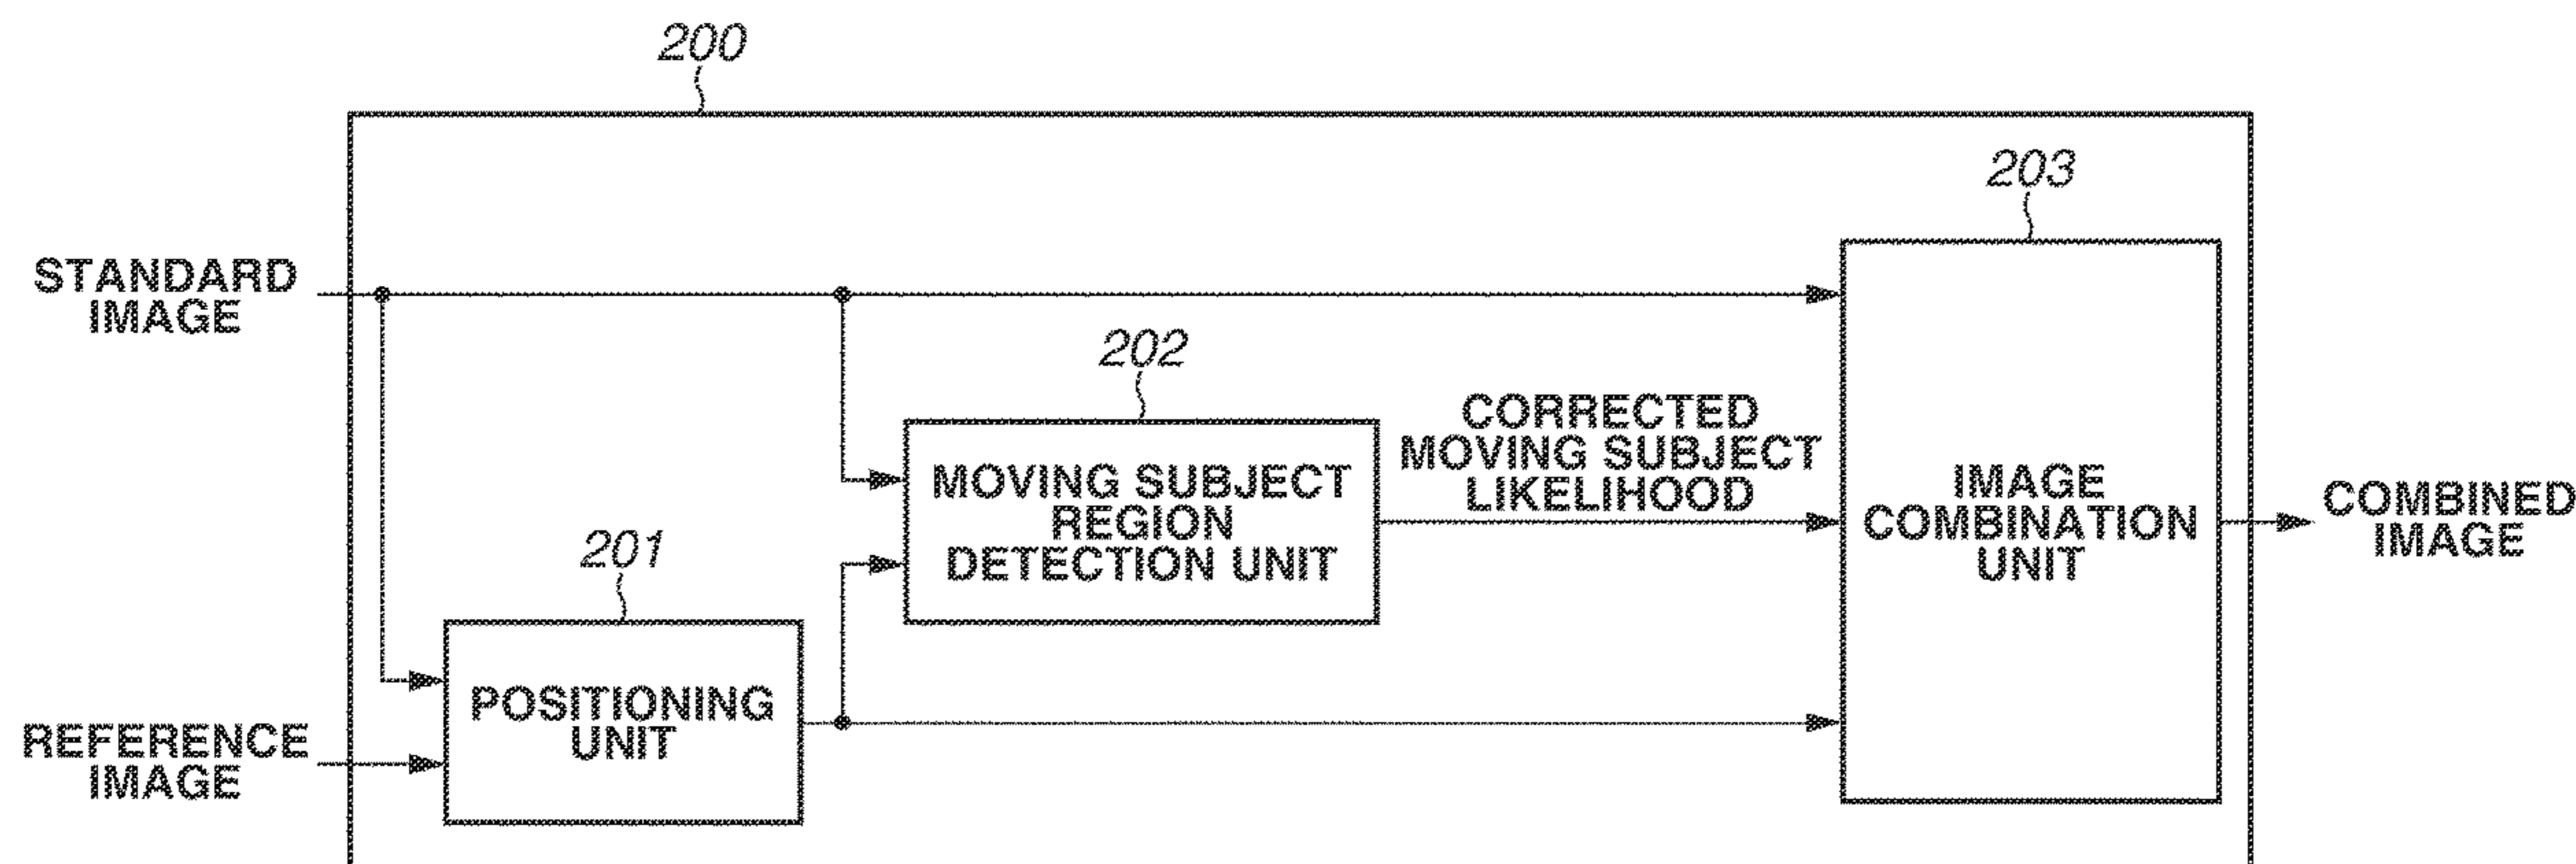 200
203
STANDARD
IMAGE
202
CORRECTED
MOVING SUBJECT
LIKELIHOOD
MOVING SUBJECT
REGION
DETECTION UNIT
IMAGE
COMBINATION
UNIT
COMBINED
IMAGE
201
POSITIONING
UNIT
REFERENCE
IMAGE